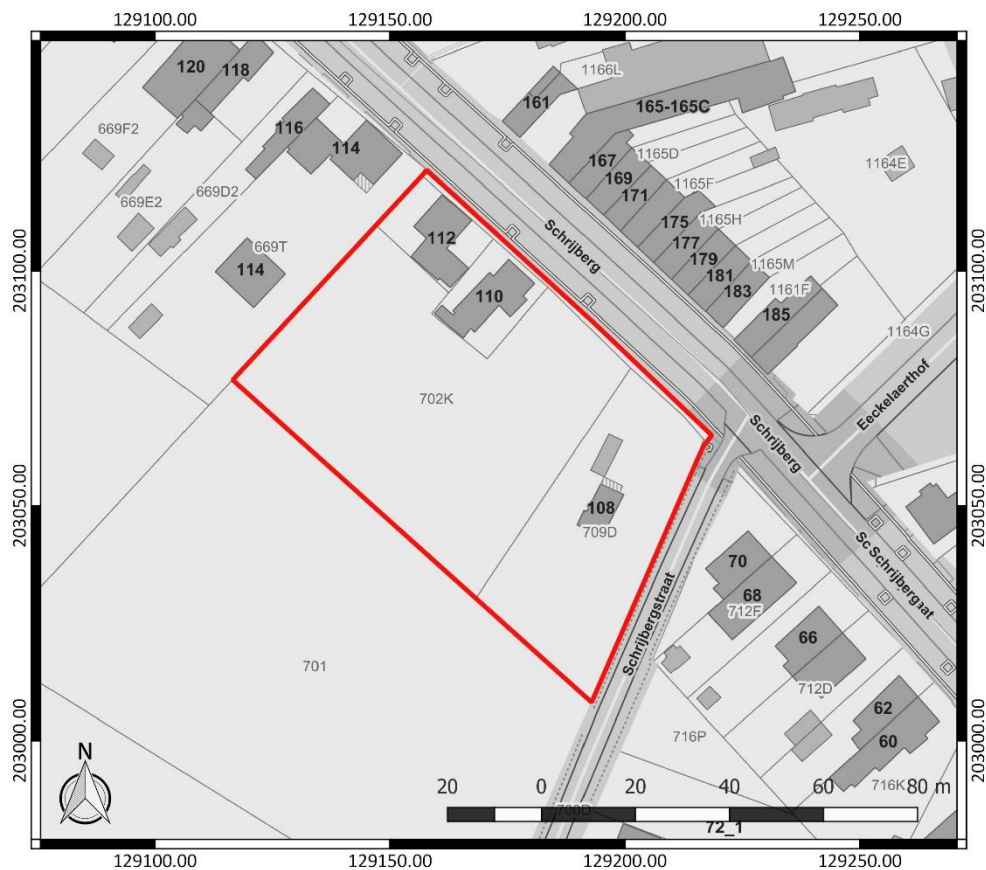 129100.00 129150.00 129200.00 129250.00
120
118
1166L
161
165-165C
669F2
116
114
167
1165D
1164E
169
171
1165F
669E2
669D2
175
1165H
112
Schrijberg
177
669T
179
1165M
114
181
1161F
203100.00
203100.00
110
183
185
1164G
702K
Eeckelaerthof
Schrijberg
203050.00
203050.00
108
709D
Sc Schrijbergaat
70
68
712F
Schrijbergstraat
66
701
712D
62
716P
60
203000.00
203000.00
N
20 0 20 40 60 80 m
716K
700D
72_1
129100.00 129150.00 129200.00 129250.00